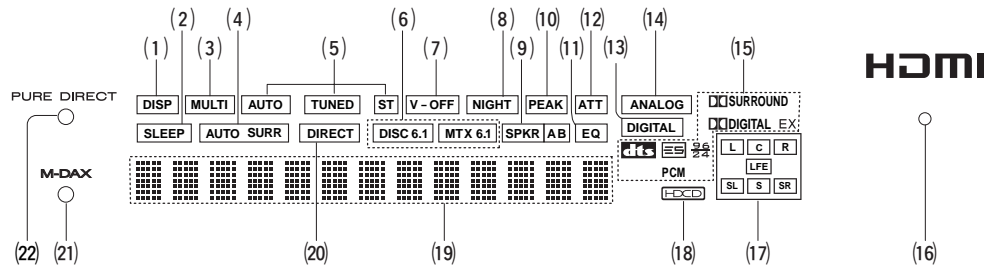 (2) (4) (6) (8) (10) (12) (14)
(1) (3) (5) (7) (9) (11) (13) (15)
HDMI
PURE DIRECT
DISP MULTI AUTO TUNED ST V – OFF NIGHT PEAK ATT ANALOG SURROUND
SLEEP AUTO SURR DIRECT DISC 6.1 MTX 6.1 SPKR A B EQ DIGITAL DIGITAL EX
dts ES 96/24 L C R
M-DAX
PCM LFE
HDCD SL S SR
(22) (21) (20) (19) (18) (17) (16)